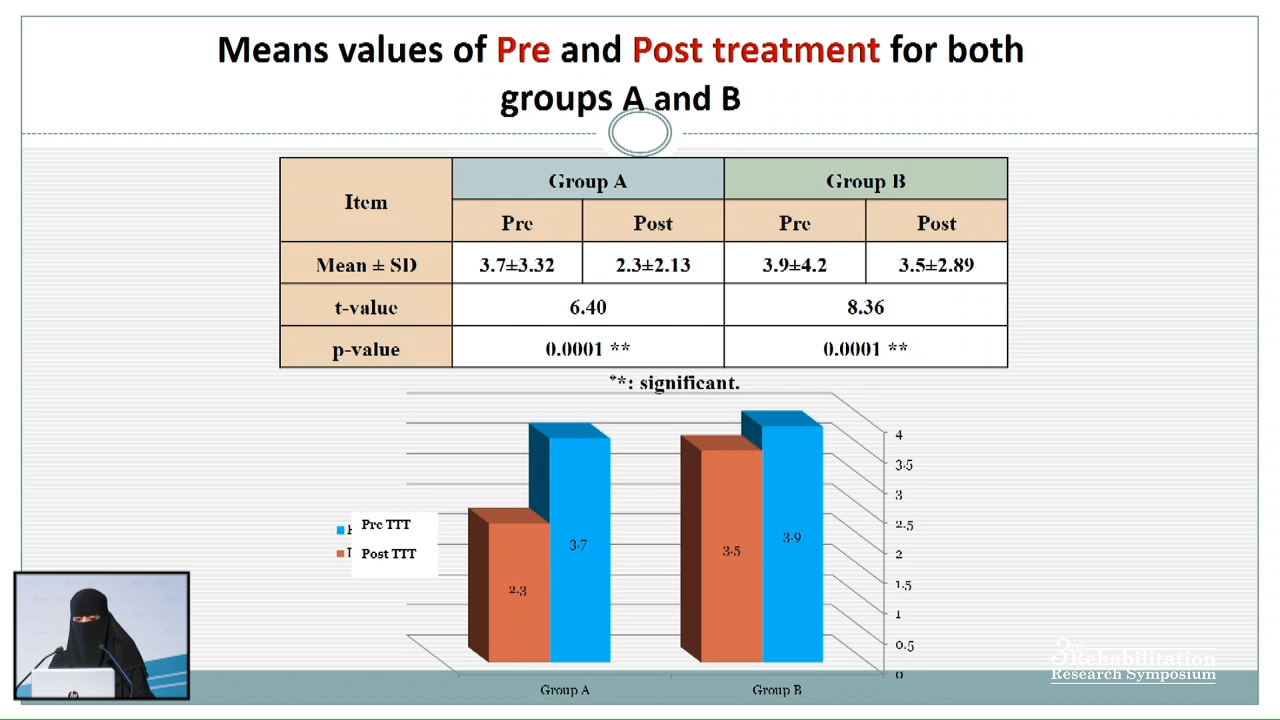 Means values of Pre and Post treatment for both
groups A and B
Item Group A Group B
Pre Post Pre Post
Mean ± SD 3.7±3.32 2.3±2.13 3.9±4.2 3.5±2.89
t-value 6.40 8.36
p-value 0.0001 ** 0.0001 **
**: significant.
4
3.5
3
2.5
2
1.5
1
0.5
0
2.3
3.7
3.5
3.9
Pre TTT
Post TTT
Group A Group B
3rd Rehabilitation
Research Symposium
hp